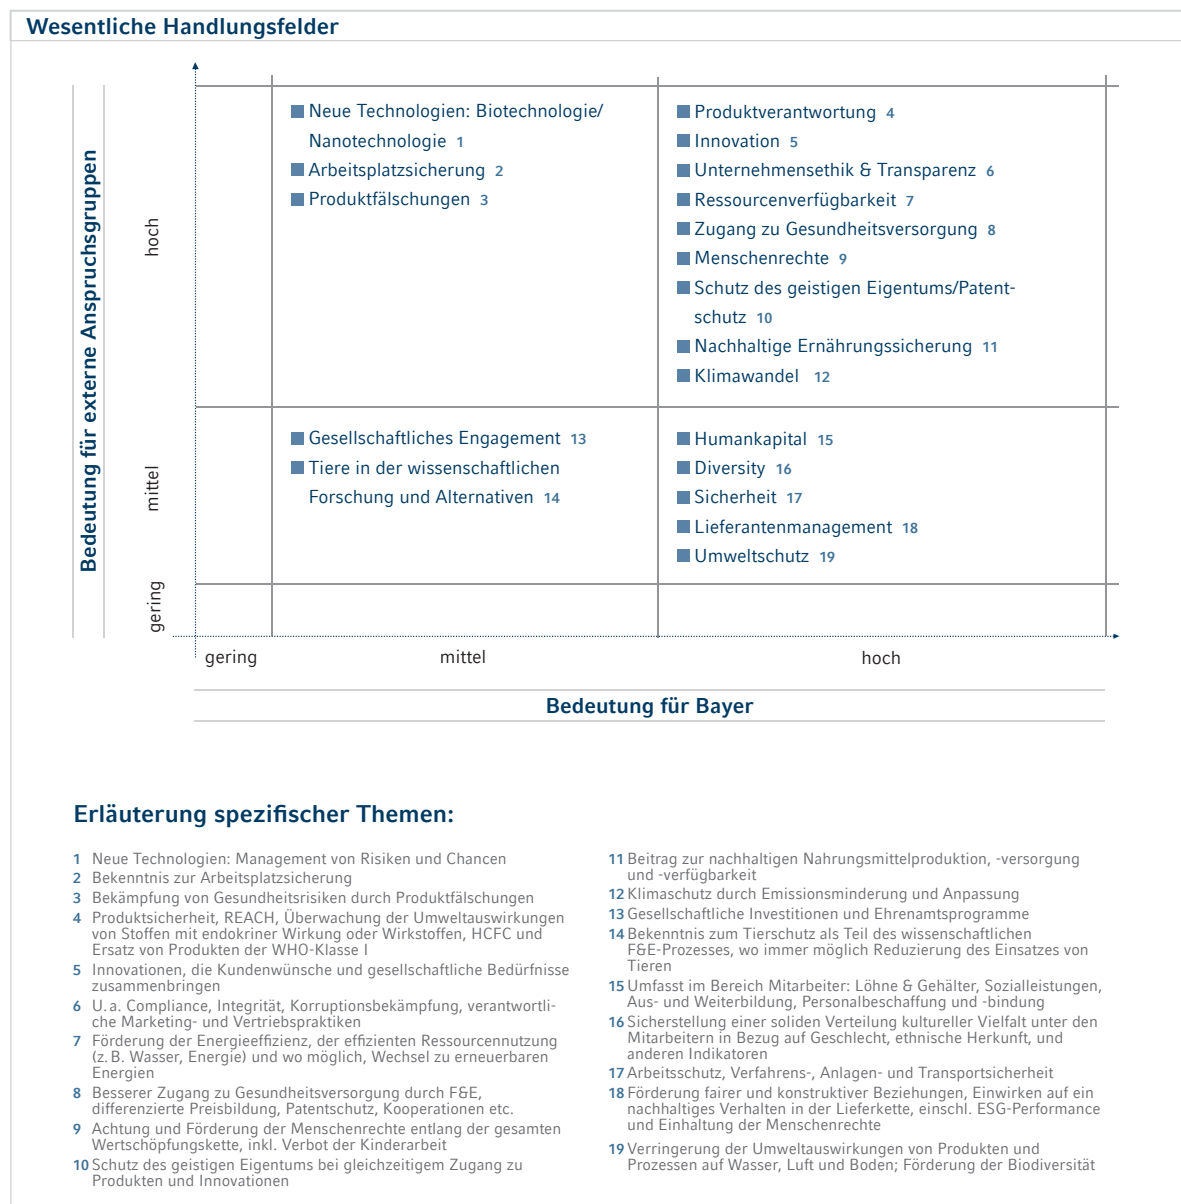 Wesentliche Handlungsfelder
Bedeutung für externe Anspruchsgruppen
hoch
mittel
gering
Neue Technologien: Biotechnologie/
Nanotechnologie 1
Arbeitsplatzsicherung 2
Produktfälschungen 3
Produktverantwortung 4
Innovation 5
Unternehmensethik & Transparenz 6
Ressourcenverfügbarkeit 7
Zugang zu Gesundheitsversorgung 8
Menschenrechte 9
Schutz des geistigen Eigentums/Patent-
schutz 10
Nachhaltige Ernährungssicherung 11
Klimawandel 12
Gesellschaftliches Engagement 13
Tiere in der wissenschaftlichen
Forschung und Alternativen 14
Humankapital 15
Diversity 16
Sicherheit 17
Lieferantenmanagement 18
Umweltschutz 19
gering
mittel
hoch
Bedeutung für Bayer
Erläuterung spezifischer Themen:
1 Neue Technologien: Management von Risiken und Chancen
2 Bekenntnis zur Arbeitsplatzsicherung
3 Bekämpfung von Gesundheitsrisiken durch Produktfälschungen
4 Produktsicherheit, REACH, Überwachung der Umweltauswirkungen
von Stoffen mit endokriner Wirkung oder Wirkstoffen, HCFC und
Ersatz von Produkten der WHO-Klasse I
5 Innovationen, die Kundenwünsche und gesellschaftliche Bedürfnisse
zusammenbringen
6 U. a. Compliance, Integrität, Korruptionsbekämpfung, verantwortli-
che Marketing- und Vertriebspraktiken
7 Förderung der Energieeffizienz, der effizienten Ressourcennutzung
(z. B. Wasser, Energie) und wo möglich, Wechsel zu erneuerbaren
Energien
8 Besserer Zugang zu Gesundheitsversorgung durch F&E,
differenzierte Preisbildung, Patentschutz, Kooperationen etc.
9 Achtung und Förderung der Menschenrechte entlang der gesamten
Wertschöpfungskette, inkl. Verbot der Kinderarbeit
10 Schutz des geistigen Eigentums bei gleichzeitigem Zugang zu
Produkten und Innovationen
11 Beitrag zur nachhaltigen Nahrungsmittelproduktion, -versorgung
und -verfügbarkeit
12 Klimaschutz durch Emissionsminderung und Anpassung
13 Gesellschaftliche Investitionen und Ehrenamtsprogramme
14 Bekenntnis zum Tierschutz als Teil des wissenschaftlichen
F&E-Prozesses, wo immer möglich Reduzierung des Einsatzes von
Tieren
15 Umfasst im Bereich Mitarbeiter: Löhne & Gehälter, Sozialleistungen,
Aus- und Weiterbildung, Personalbeschaffung und -bindung
16 Sicherstellung einer soliden Verteilung kultureller Vielfalt unter den
Mitarbeitern in Bezug auf Geschlecht, ethnische Herkunft, und
anderen Indikatoren
17 Arbeitsschutz, Verfahrens-, Anlagen- und Transportsicherheit
18 Förderung fairer und konstruktiver Beziehungen, Einwirken auf ein
nachhaltiges Verhalten in der Lieferkette, einschl. ESG-Performance
und Einhaltung der Menschenrechte
19 Verringerung der Umweltauswirkungen von Produkten und
Prozessen auf Wasser, Luft und Boden; Förderung der Biodiversität